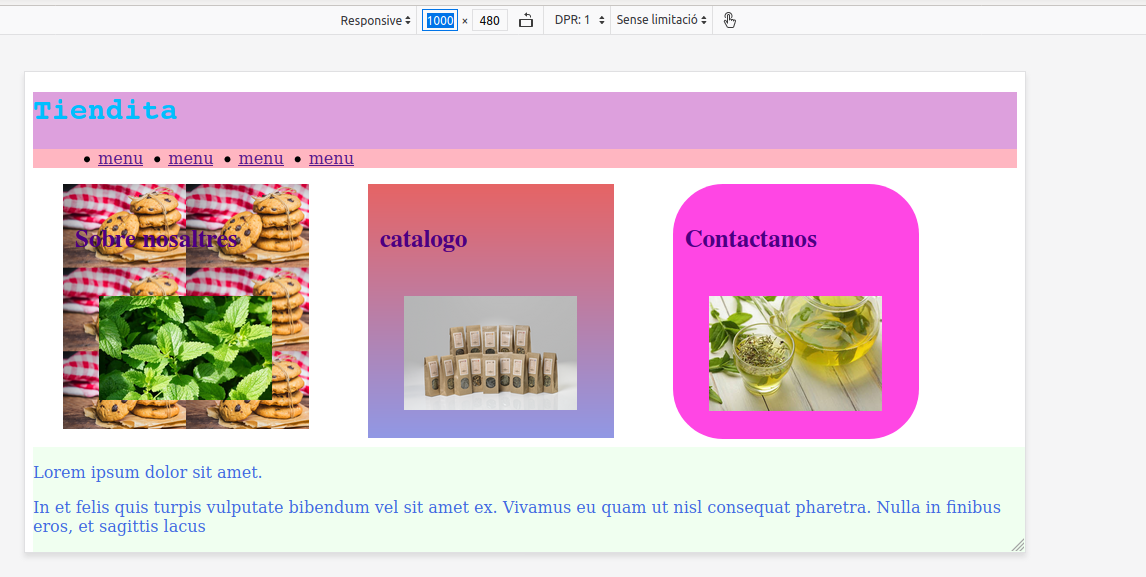 Responsive 1000 × 480 DPR: 1 Sense limitació
Tiendita
menu menu menu menu
Sobre nosaltres catalogo Contactanos
Lorem ipsum dolor sit amet.
In et felis quis turpis vulputate bibendum vel sit amet ex. Vivamus eu quam ut nisl consequat pharetra. Nulla in finibus
eros, et sagittis lacus